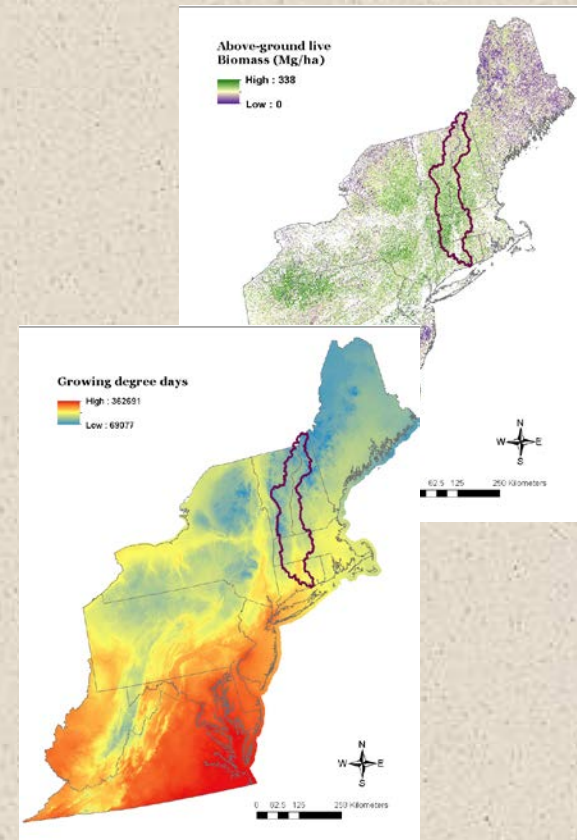 Above-ground live
Biomass (Mg/ha)
High : 338
Low : 0
N
W E
S
62.5 125 250 Kilometers
Growing degree days
High : 362691
Low : 69077
N
W E
S
0 62.5 125 250 Kilometers